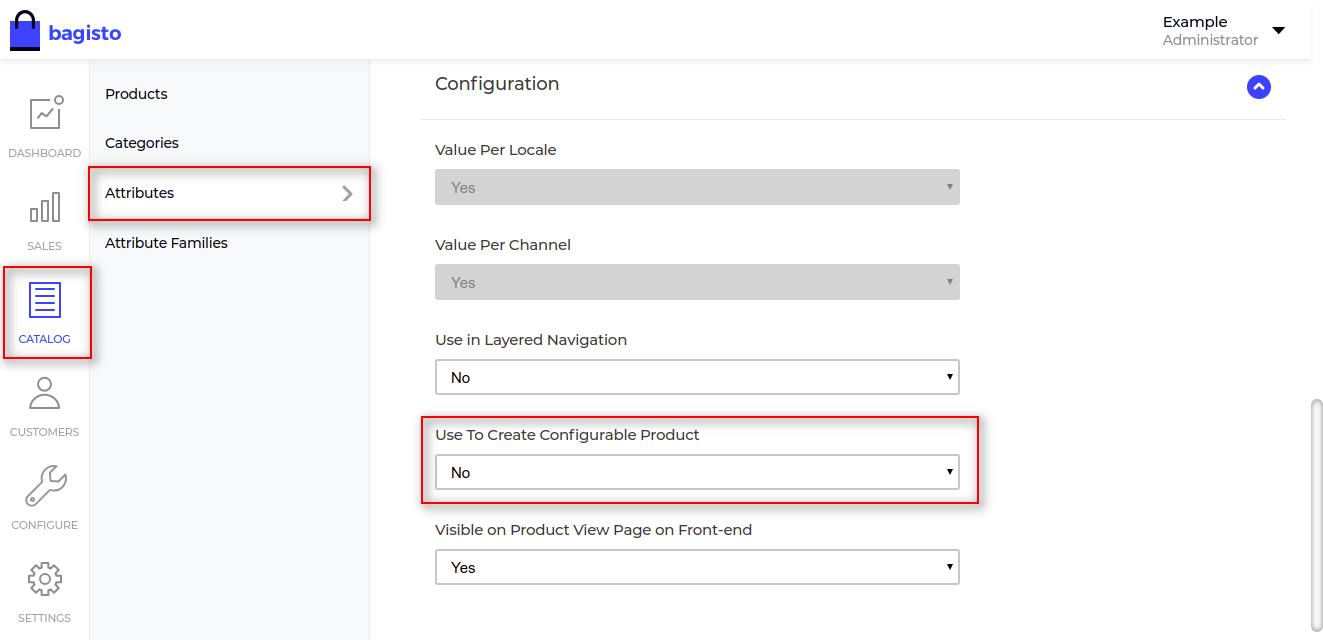 bagisto
Example
Administrator
DASHBOARD
SALES
CATALOG
CUSTOMERS
CONFIGURE
SETTINGS
Products
Categories
Attributes
Attribute Families
Configuration
Value Per Locale
Yes
Value Per Channel
Yes
Use in Layered Navigation
No
Use To Create Configurable Product
No
Visible on Product View Page on Front-end
Yes